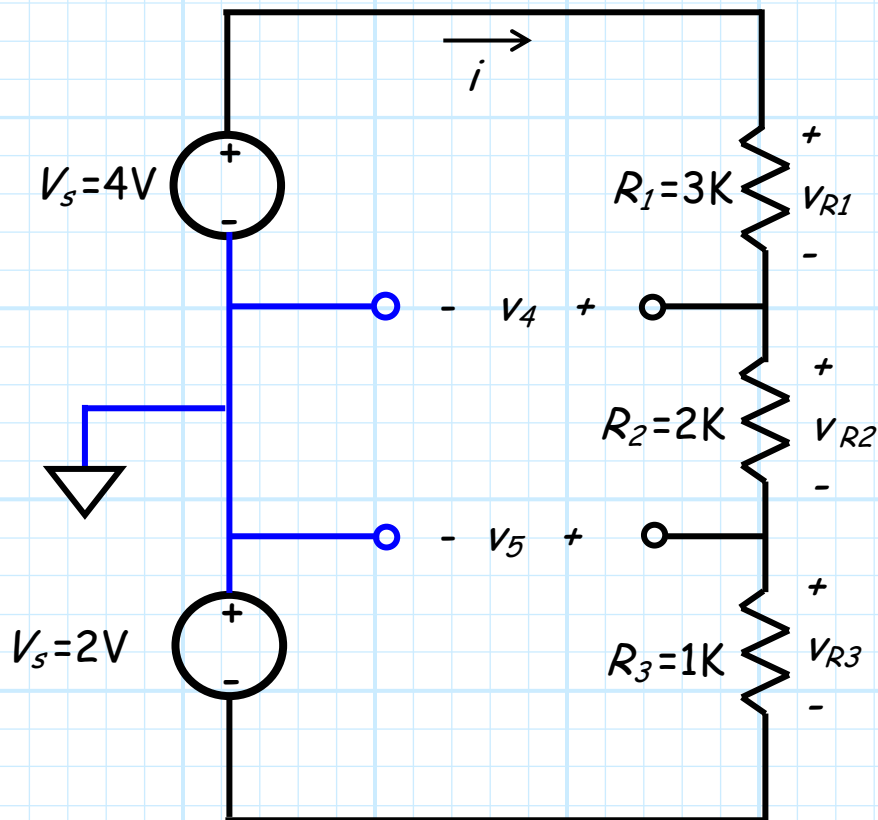 i
+
Vs=4V
-
+
R1=3K
vR1
-
- v4 +
+
R2=2K
vR2
-
- v5 +
+
Vs=2V
-
+
R3=1K
vR3
-